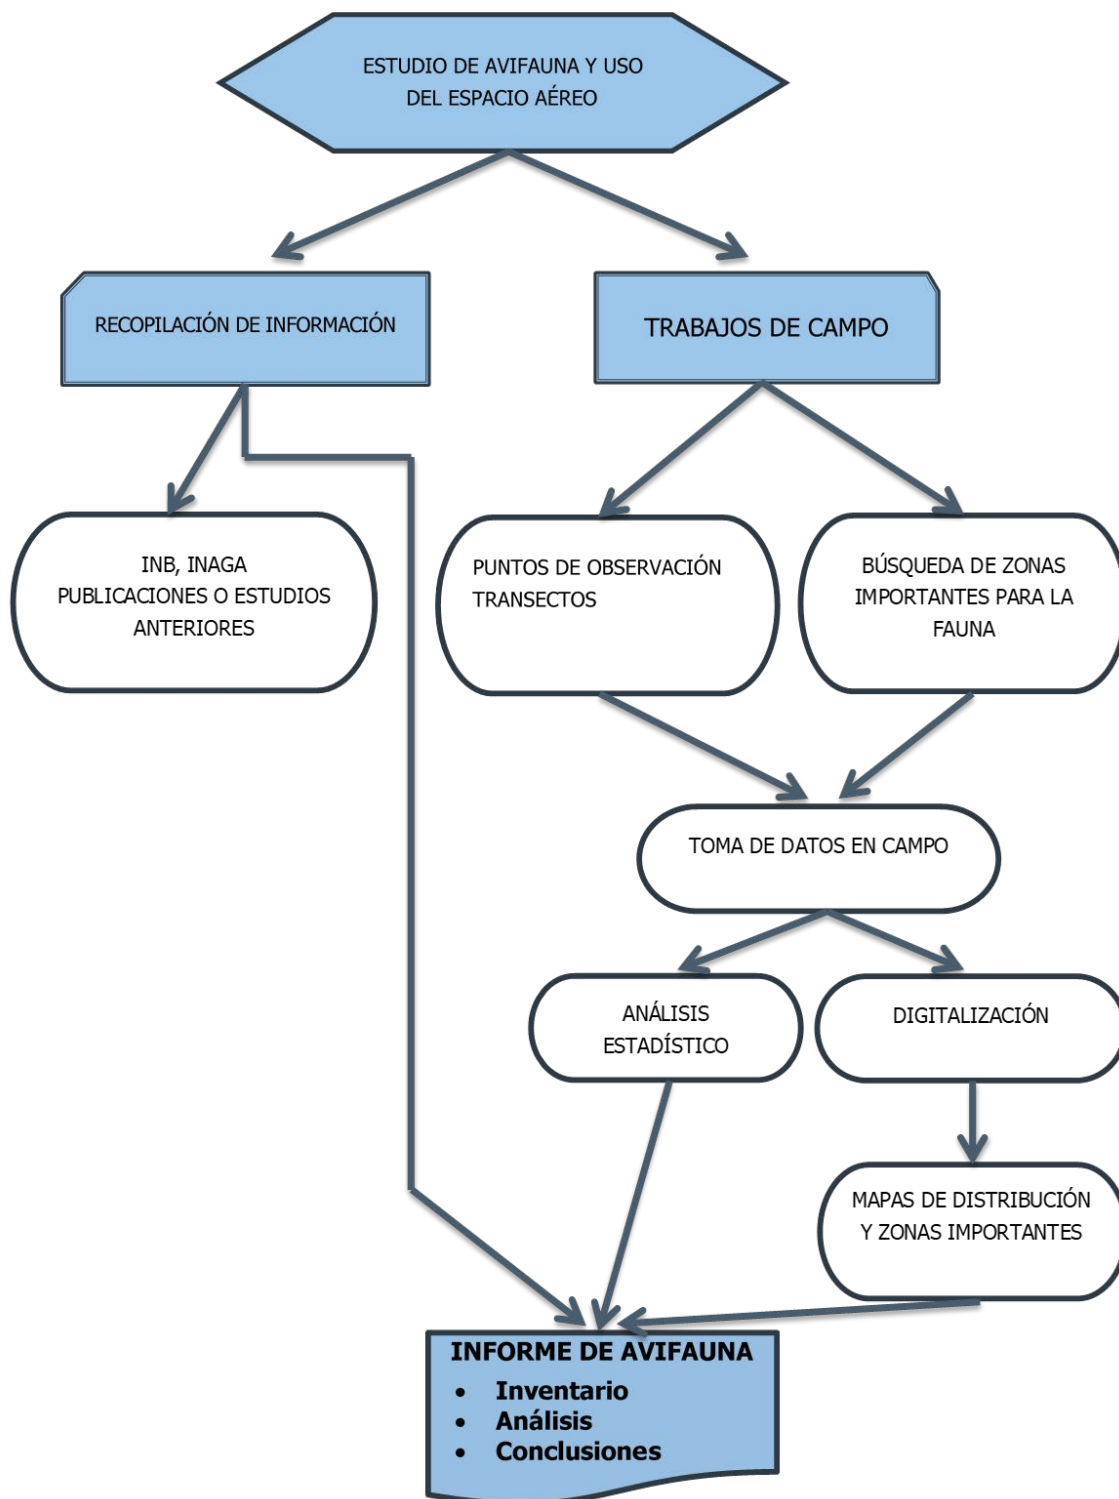 ESTUDIO DE AVIFAUNA Y USO
DEL ESPACIO AÉREO
RECOPILACIÓN DE INFORMACIÓN
TRABAJOS DE CAMPO
INB, INAGA
PUBLICACIONES O ESTUDIOS
ANTERIORES
PUNTOS DE OBSERVACIÓN
TRANSECTOS
BÚSQUEDA DE ZONAS
IMPORTANTES PARA LA
FAUNA
TOMA DE DATOS EN CAMPO
ANÁLISIS
ESTADÍSTICO
DIGITALIZACIÓN
MAPAS DE DISTRIBUCIÓN
Y ZONAS IMPORTANTES
INFORME DE AVIFAUNA
• Inventario
• Análisis
• Conclusiones